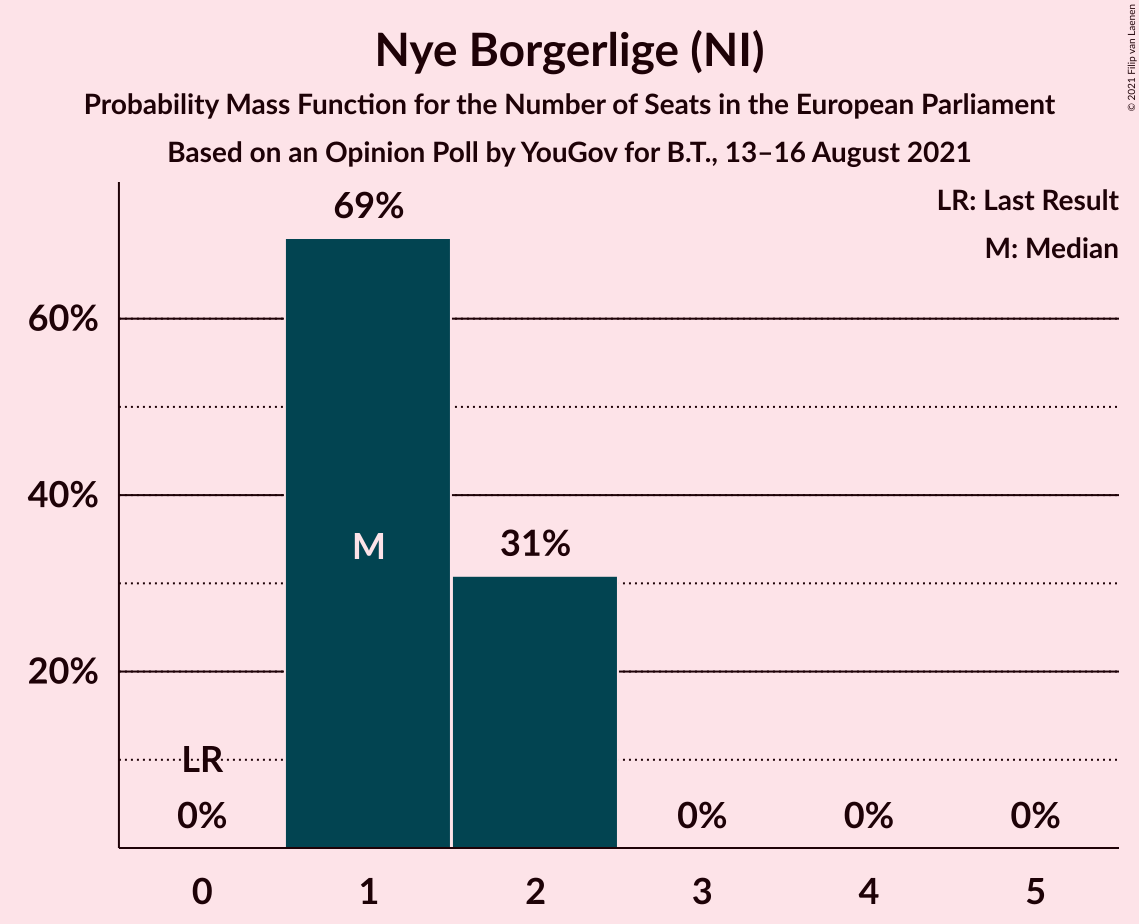 Nye Borgerlige (NI)
Probability Mass Function for the Number of Seats in the European Parliament
Based on an Opinion Poll by YouGov for B.T., 13–16 August 2021
© 2021 Filip van Laenen
LR: Last Result
M: Median
69%
60%
40%
M
31%
20%
LR
0%
0%
0%
0%
0
1
2
3
4
5